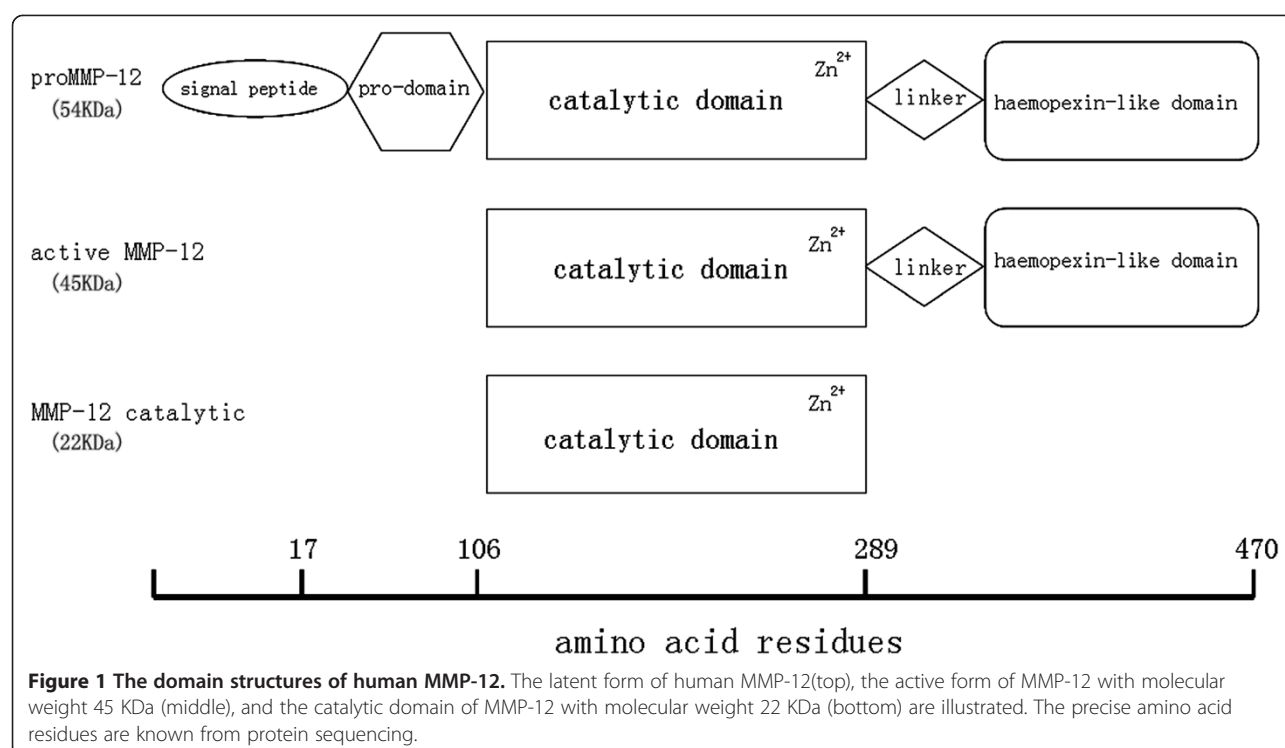 proMMP-12
(54KDa)
signal peptide
pro-domain
catalytic domain
Zn2+
linker
haemopexin-like domain
active MMP-12
(45KDa)
catalytic domain
Zn2+
linker
haemopexin-like domain
MMP-12 catalytic
(22KDa)
catalytic domain
Zn2+
17
106
289
470
amino acid residues
Figure 1 The domain structures of human MMP-12. The latent form of human MMP-12(top), the active form of MMP-12 with molecular
weight 45 KDa (middle), and the catalytic domain of MMP-12 with molecular weight 22 KDa (bottom) are illustrated. The precise amino acid
residues are known from protein sequencing.